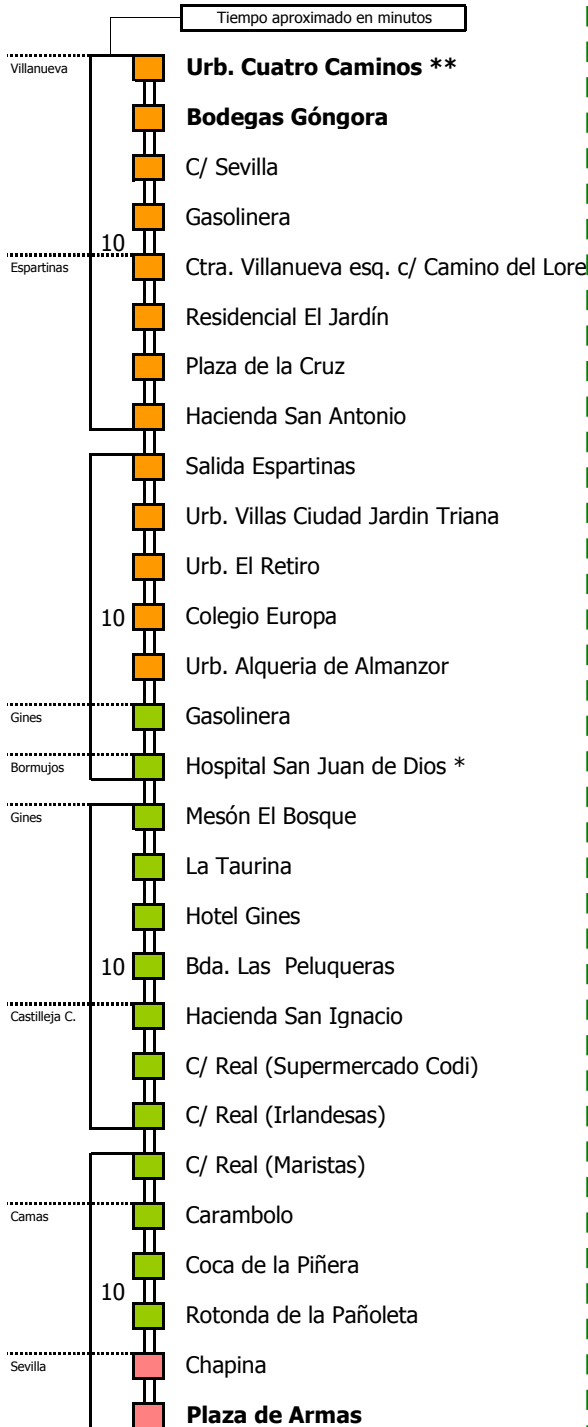 Tiempo aproximado en minutos
Villanueva
Urb. Cuatro Caminos **
Bodegas Góngora
C/ Sevilla
Gasolinera
10
Espartinas
Ctra. Villanueva esq. c/ Camino del Lore
Residencial El Jardín
Plaza de la Cruz
Hacienda San Antonio
Salida Espartinas
Urb. Villas Ciudad Jardin Triana
Urb. El Retiro
10
Colegio Europa
Urb. Alqueria de Almanzor
Gines
Gasolinera
Bormujos
Hospital San Juan de Dios *
Gines
Mesón El Bosque
La Taurina
Hotel Gines
10
Bda. Las Peluqueras
Castilleja C.
Hacienda San Ignacio
C/ Real (Supermercado Codi)
C/ Real (Irlandesas)
C/ Real (Maristas)
Camas
Carambolo
Coca de la Piñera
10
Rotonda de la Pañoleta
Sevilla
Chapina
Plaza de Armas